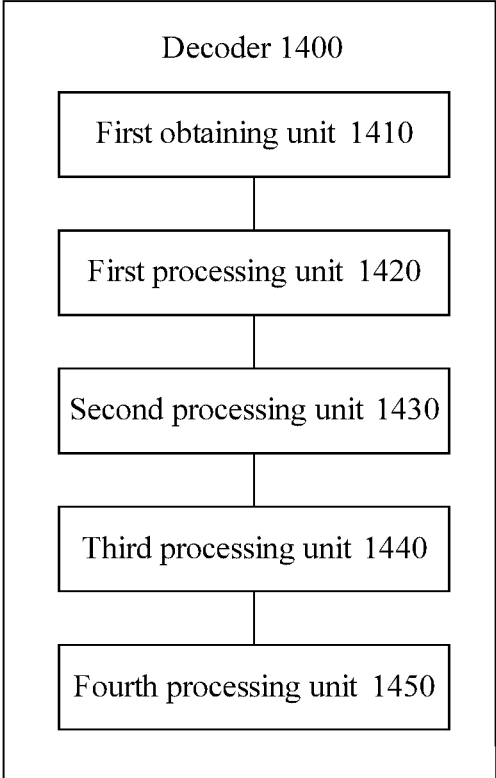 Decoder 1400
First obtaining unit 1410
First processing unit 1420
Second processing unit 1430
Third processing unit 1440
Fourth processing unit 1450